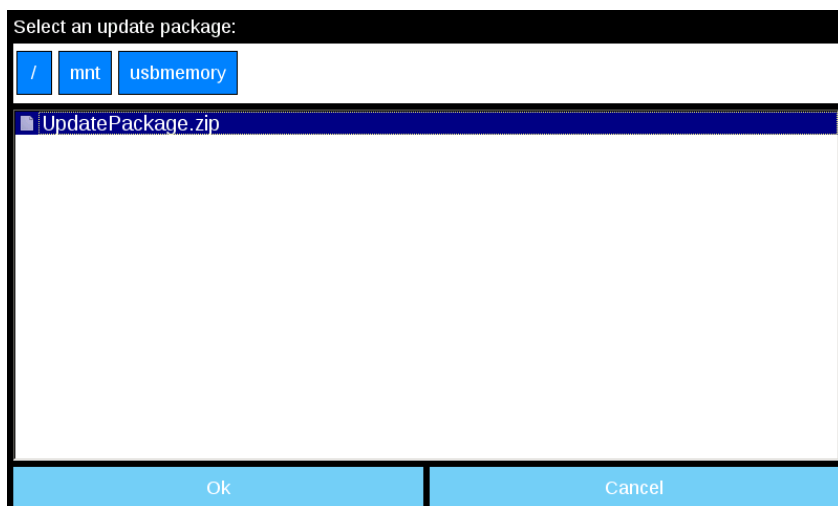 Select an update package:
/ mnt usbmemory
UpdatePackage.zip
Ok Cancel